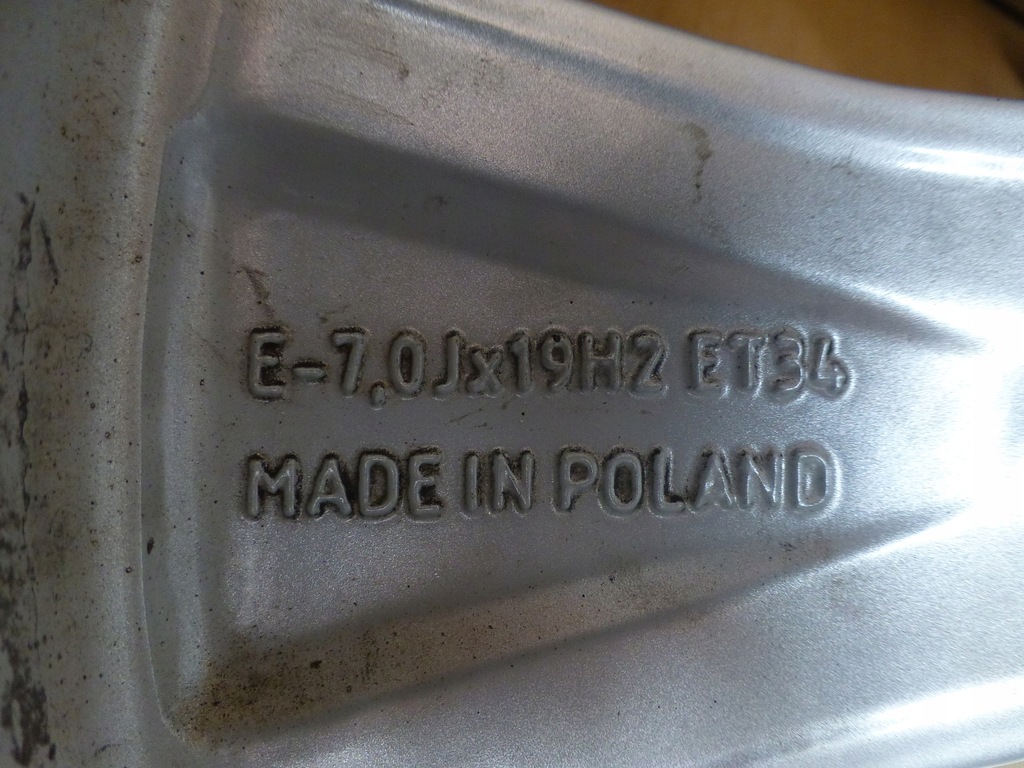 E-7.0Jx19H2 ET34
MADE IN POLAND